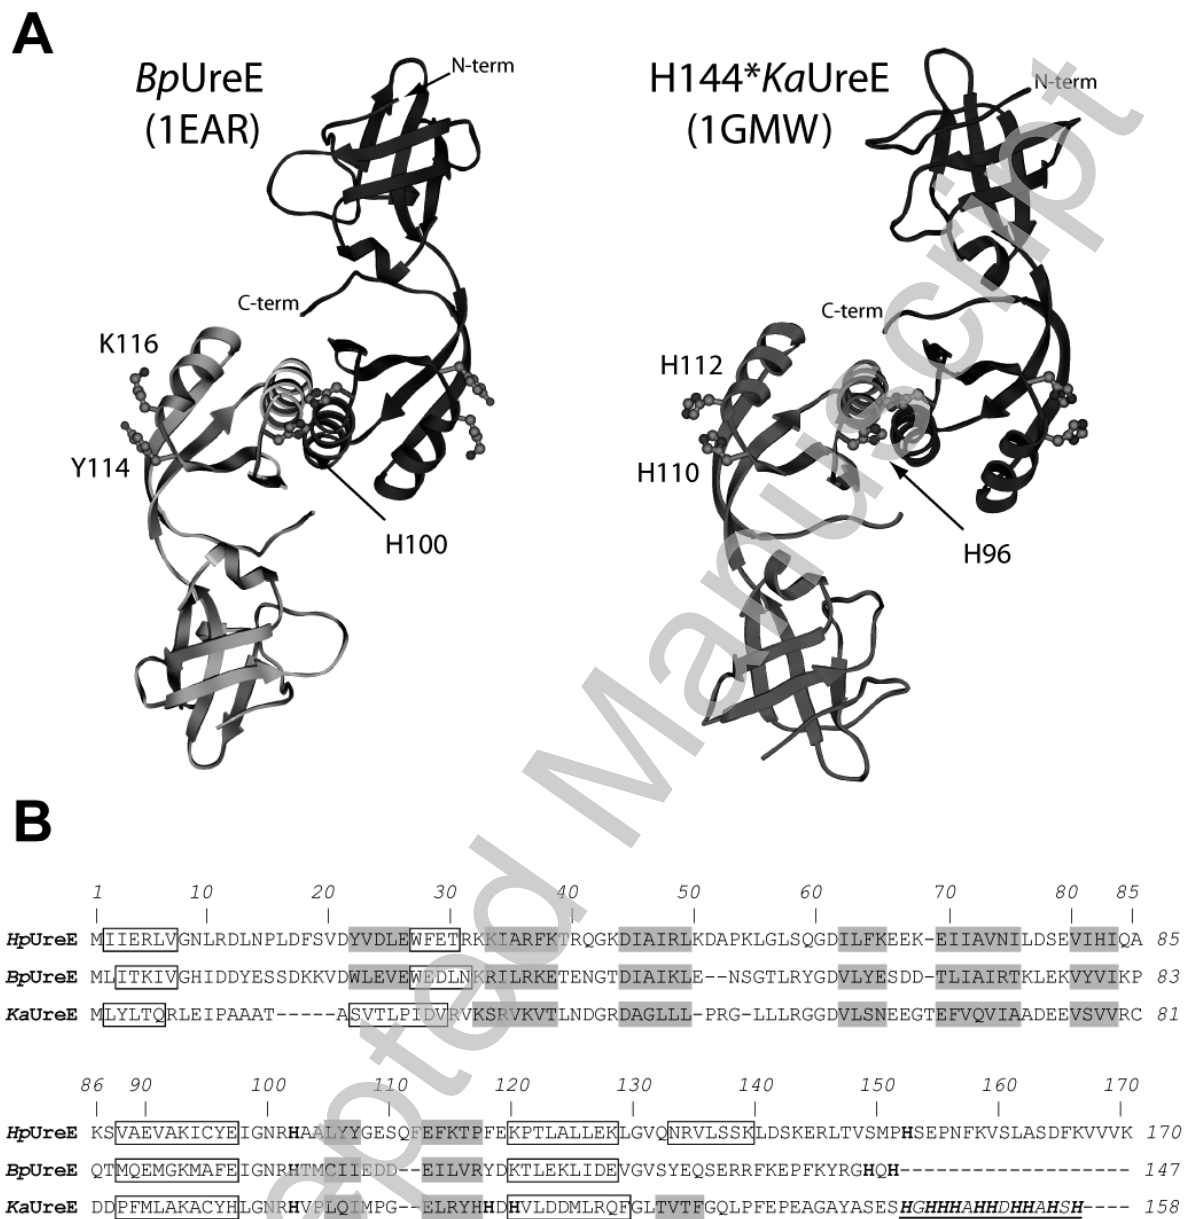 A
BpUreE
(1EAR)
N-term
C-term
K116
Y114
H100
H144*KaUreE
(1GMW)
N-term
C-term
H112
H110
H96
B
1 10 20 30 40 50 60 70 80 85
HpUreE MIIERLVGNLRDLNPLDFSVDYVDLEWFETRKKIARFKTRQGKDIAIRLKDAPKLGLSQGDILFKEEK-EIIAVNILDSEVIHIQA 85
BpUreE MLITKIVGHIDDYESSDKKVDWLEVEWEDLNKRILRKETENGTDIAIKLE--NSGTLRYGDVLYESDD-TLIAIRTKLEKVYVIKP 83
KaUreE MLYLTQRLEIPAAAT-----ASVTLPIDVRVKSRVKVTLNDGRDAGLLLPRG-LLLRGGDVLSNEEGTEFVQVIAADEEVSVVRC 81
86 90 100 110 120 130 140 150 160 170
HpUreE KSVAEVAKICYEIGNRHAALYYGESQFEFKTPFEKPTLALLEKLGVQNRVLSSKLDSKERLTVSMPHSEPNFKVSLASDFKVVVK 170
BpUreE QTMQEMGKMAFEIGNRHTMCIIEDD--EILVRYDKTLEKLIDEVGVSYEQSERRFKEPFKYRGHQH------------------- 147
KaUreE DDPFMLAKACYHLGNRHVPLQIMPG--ELRYHHDHVLDDMLRQFGLTVTFGQLPFEPEAGAYASESHGHHHAHHDHHAHSH---- 158
Accepted Manuscript